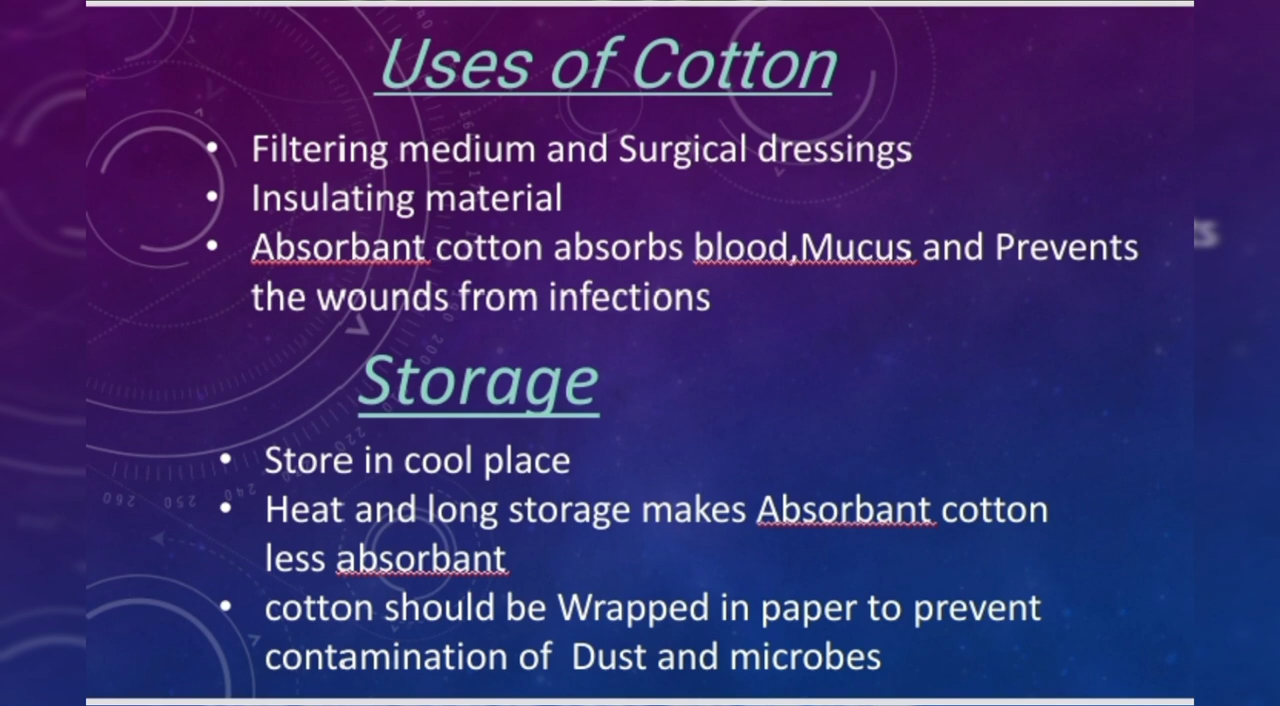 Uses of Cotton
• Filtering medium and Surgical dressings
• Insulating material
• Absorbant cotton absorbs blood,Mucus and Prevents
the wounds from infections
Storage
• Store in cool place
• Heat and long storage makes Absorbant cotton
less absorbant
• cotton should be Wrapped in paper to prevent
contamination of  Dust and microbes